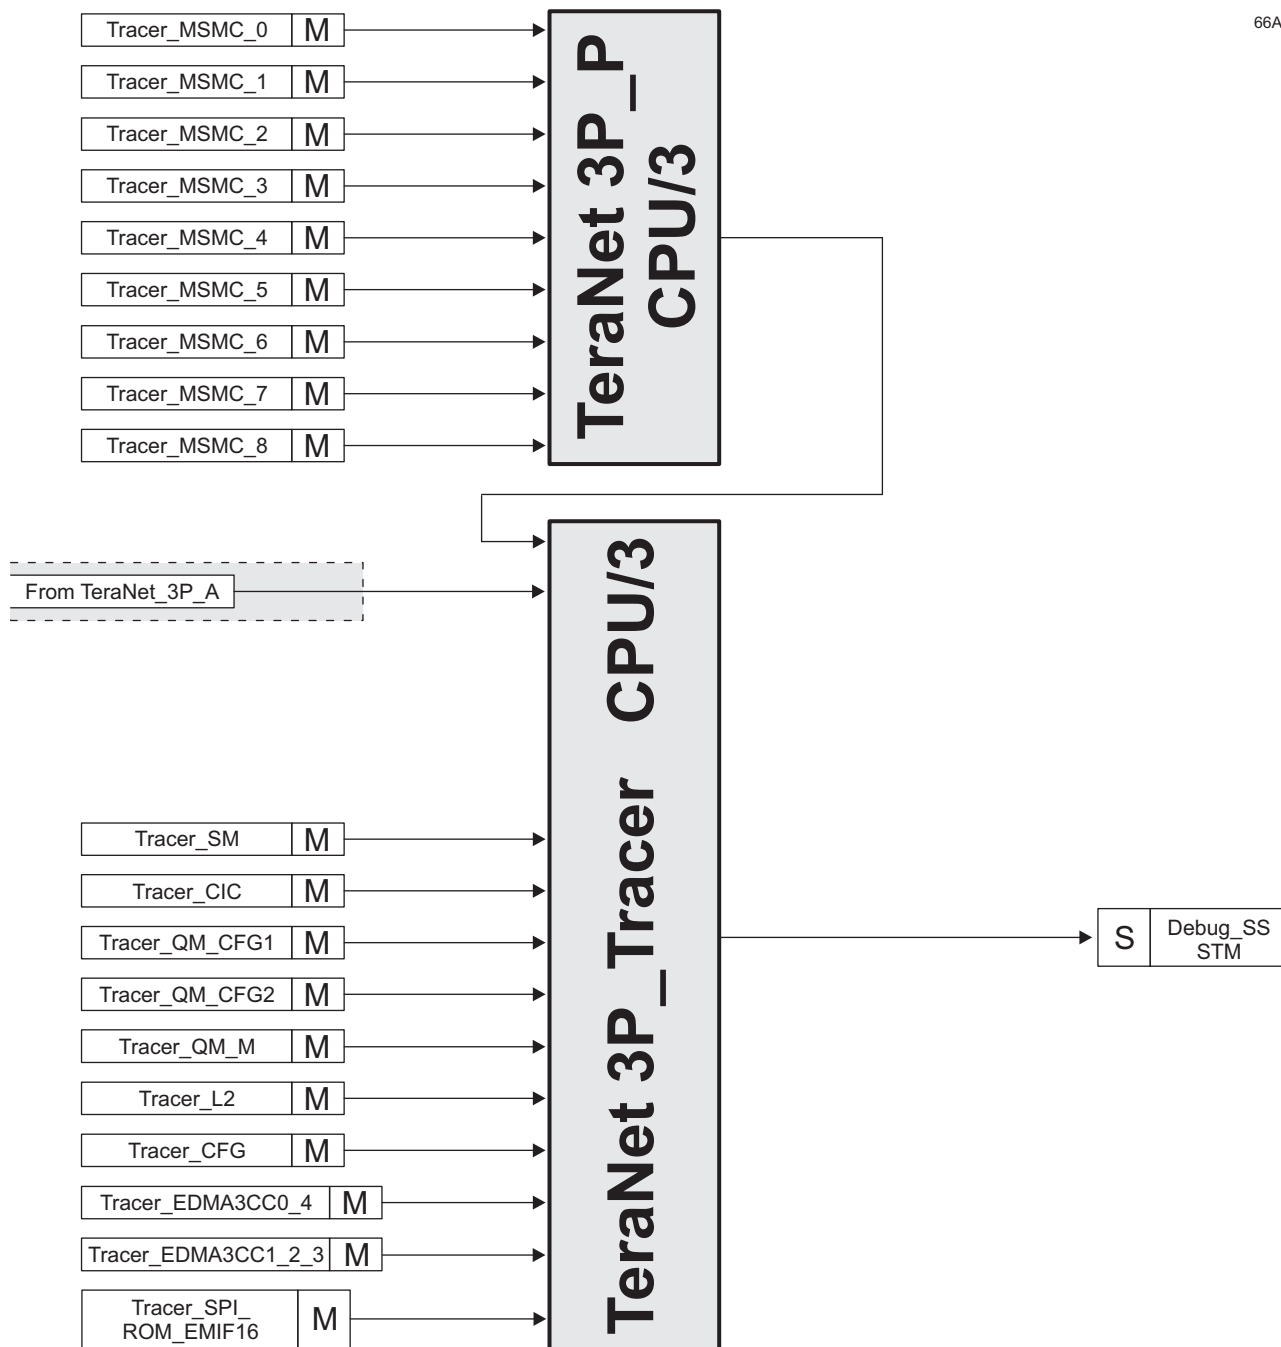 66A
Tracer_MSMC_0 M
Tracer_MSMC_1 M
Tracer_MSMC_2 M
Tracer_MSMC_3 M
Tracer_MSMC_4 M
Tracer_MSMC_5 M
Tracer_MSMC_6 M
Tracer_MSMC_7 M
Tracer_MSMC_8 M
TeraNet 3P_P
CPU/3
From TeraNet_3P_A
TeraNet 3P_Tracer CPU/3
Tracer_SM M
Tracer_CIC M
Tracer_QM_CFG1 M
Tracer_QM_CFG2 M
Tracer_QM_M M
Tracer_L2 M
Tracer_CFG M
Tracer_EDMA3CC0_4 M
Tracer_EDMA3CC1_2_3 M
Tracer_SPI_
ROM_EMIF16 M
S Debug_SS
STM